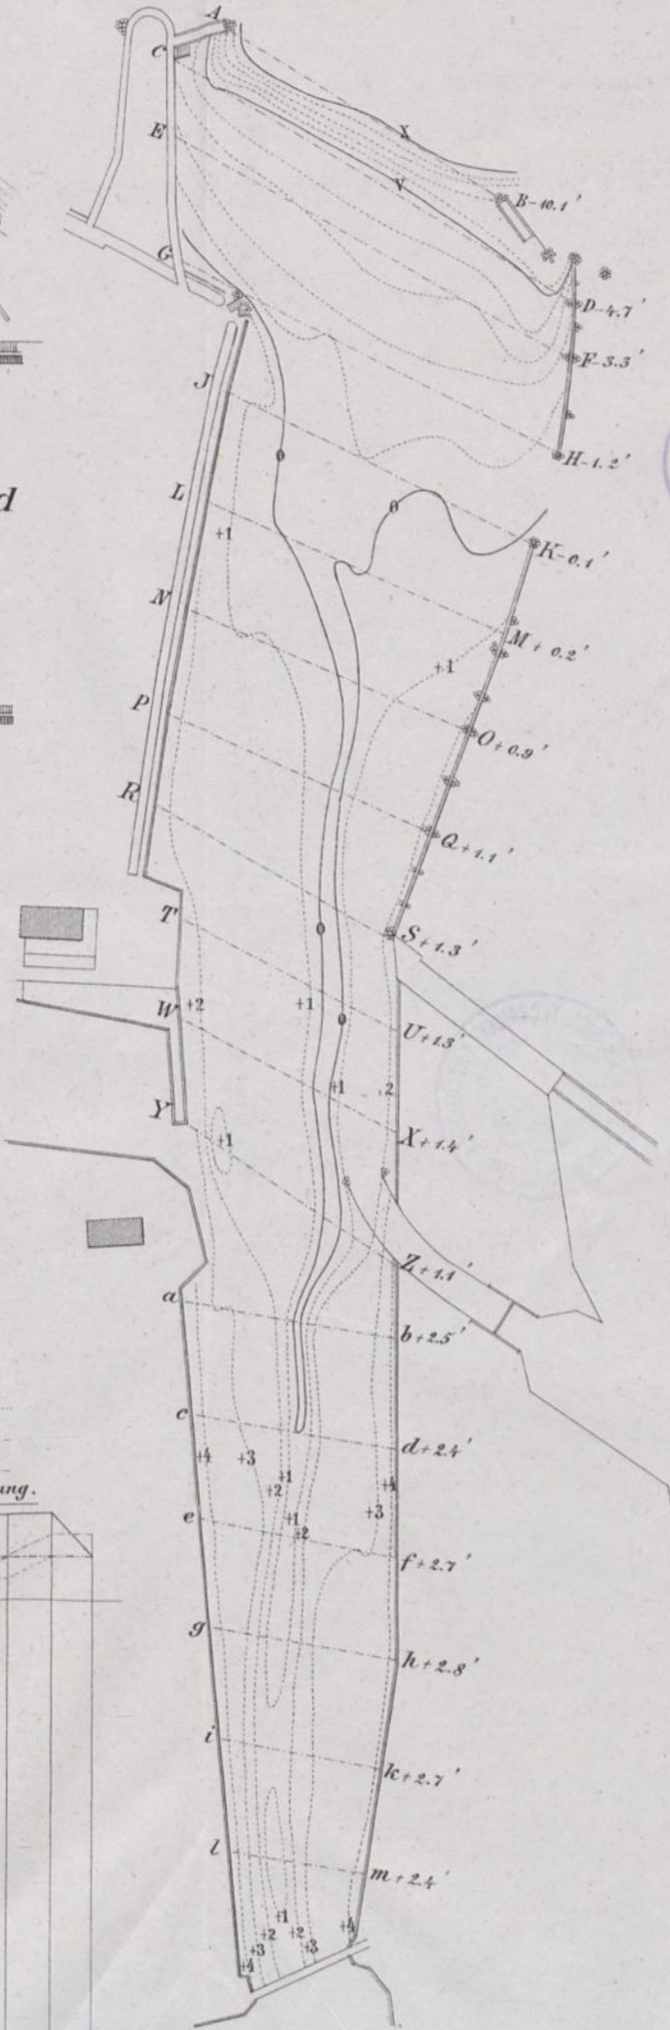 A
C
E
X
V
B-10.1'
G
D-4.7'
F-3.3'
J
0
H-1.2'
d
L
0
+1
K-0.1'
N
M+0.2'
+1
P
O+0.9'
R
Q+1.1'
T
0
S+1.3'
W
+2
+1
0
U+1.3'
+1
.2
Y
+1
X+1.4'
Z+1.1'
a
b+2.5'
c
d+2.4'
+4
+3
+1
+2
+4
ung.
e
+1
+2
+3
f+2.7'
g
h+2.8'
i
k+2.7'
l
m+2.4'
+1
+2
+2
+4
+3
+3
+4